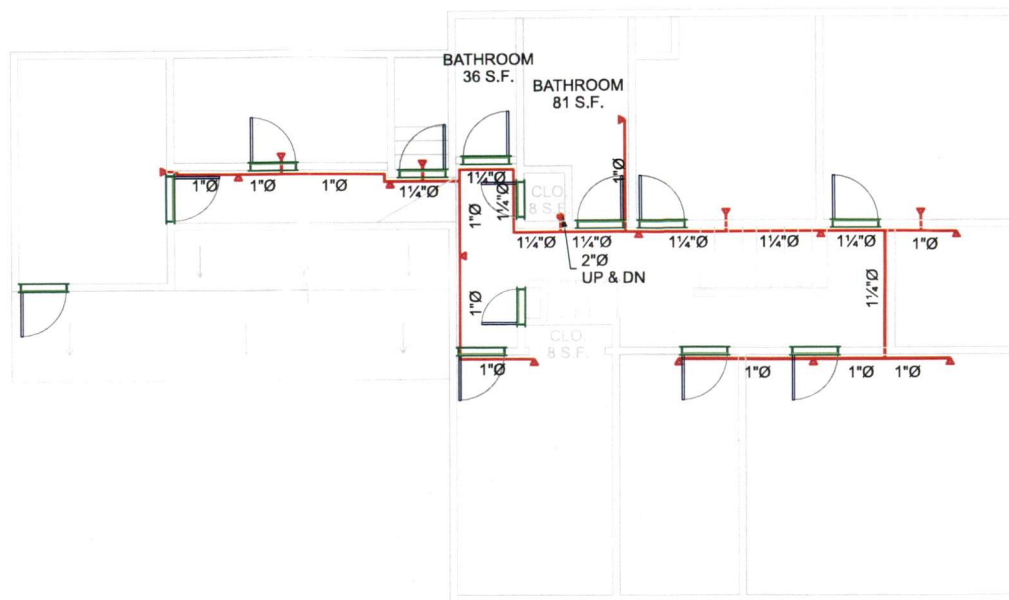 BATHROOM
36 S.F.
BATHROOM
81 S.F.
1"Ø
1"Ø
1"Ø
1"Ø
1¼"Ø
1¼"Ø
1¼"Ø
CLO.
8 S.F.
1"Ø
1¼"Ø
1¼"Ø
1¼"Ø
1¼"Ø
1¼"Ø
1"Ø
2"Ø
UP & DN
1¼"Ø
1"Ø
CLO.
8 S.F.
1"Ø
1"Ø
1"Ø
1"Ø